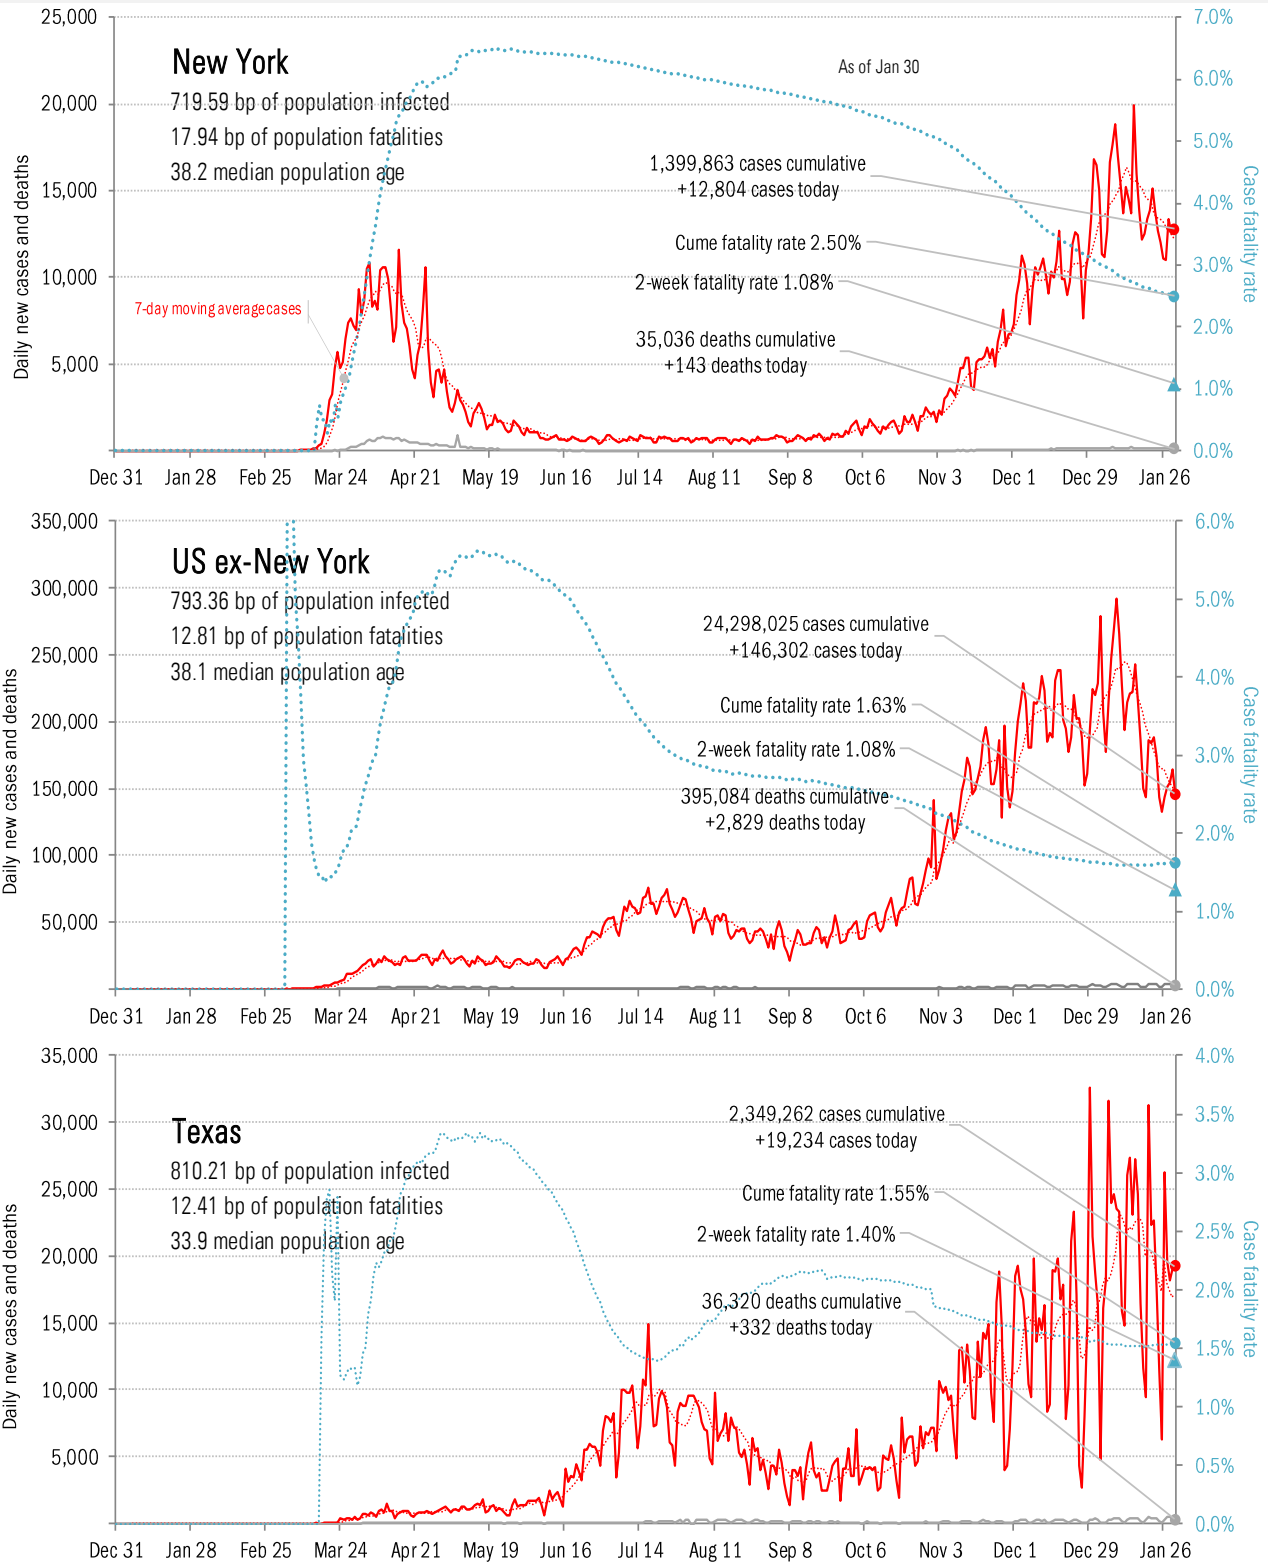 25,000
20,000
15,000
10,000
5,000
Daily new cases and deaths
New York
719.59 bp of population infected
17.94 bp of population fatalities
38.2 median population age
7-day moving average cases
As of Jan 30
1,399,863 cases cumulative
+12,804 cases today
Cume fatality rate 2.50%
2-week fatality rate 1.08%
35,036 deaths cumulative
+143 deaths today
7.0%
6.0%
5.0%
4.0%
3.0%
2.0%
1.0%
0.0%
Case fatality rate
Dec 31 Jan 28 Feb 25 Mar 24 Apr 21 May 19 Jun 16 Jul 14 Aug 11 Sep 8 Oct 6 Nov 3 Dec 1 Dec 29 Jan 26
350,000
300,000
250,000
200,000
150,000
100,000
50,000
Daily new cases and deaths
US ex-New York
793.36 bp of population infected
12.81 bp of population fatalities
38.1 median population age
24,298,025 cases cumulative
+146,302 cases today
Cume fatality rate 1.63%
2-week fatality rate 1.08%
395,084 deaths cumulative
+2,829 deaths today
6.0%
5.0%
4.0%
3.0%
2.0%
1.0%
0.0%
Case fatality rate
Dec 31 Jan 28 Feb 25 Mar 24 Apr 21 May 19 Jun 16 Jul 14 Aug 11 Sep 8 Oct 6 Nov 3 Dec 1 Dec 29 Jan 26
35,000
30,000
25,000
20,000
15,000
10,000
5,000
Daily new cases and deaths
Texas
810.21 bp of population infected
12.41 bp of population fatalities
33.9 median population age
2,349,262 cases cumulative
+19,234 cases today
Cume fatality rate 1.55%
2-week fatality rate 1.40%
36,320 deaths cumulative
+332 deaths today
4.0%
3.5%
3.0%
2.5%
2.0%
1.5%
1.0%
0.5%
0.0%
Case fatality rate
Dec 31 Jan 28 Feb 25 Mar 24 Apr 21 May 19 Jun 16 Jul 14 Aug 11 Sep 8 Oct 6 Nov 3 Dec 1 Dec 29 Jan 26